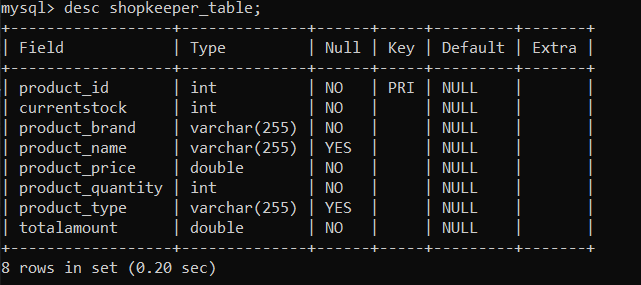 mysql> desc shopkeeper_table;
+------------------+--------------+------+-----+---------+-------+
| Field            | Type         | Null | Key | Default | Extra |
+------------------+--------------+------+-----+---------+-------+
| product_id       | int          | NO   | PRI | NULL    |       |
| currentstock     | int          | NO   |     | NULL    |       |
| product_brand    | varchar(255) | NO   |     | NULL    |       |
| product_name     | varchar(255) | YES  |     | NULL    |       |
| product_price    | double       | NO   |     | NULL    |       |
| product_quantity | int          | NO   |     | NULL    |       |
| product_type     | varchar(255) | YES  |     | NULL    |       |
| totalamount      | double       | NO   |     | NULL    |       |
+------------------+--------------+------+-----+---------+-------+
8 rows in set (0.20 sec)